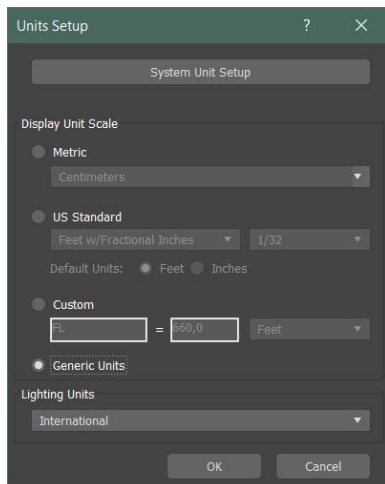 Units Setup ? ×
System Unit Setup
Display Unit Scale
Metric
Centimeters
US Standard
Feet w/Fractional Inches 1/32
Default Units: Feet Inches
Custom
FL = 660,0 Feet
Generic Units
Lighting Units
International
OK Cancel